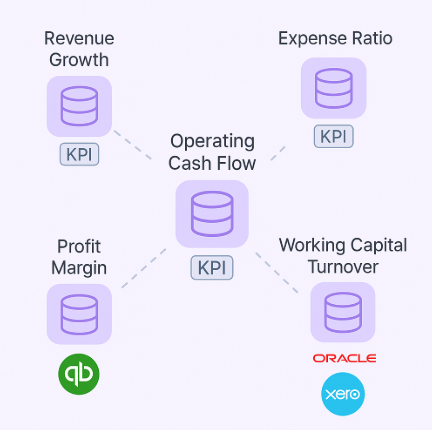 Revenue
Growth
KPI
Expense Ratio
KPI
Operating
Cash Flow
KPI
Profit
Margin
qb
Working Capital
Turnover
ORACLE
xero